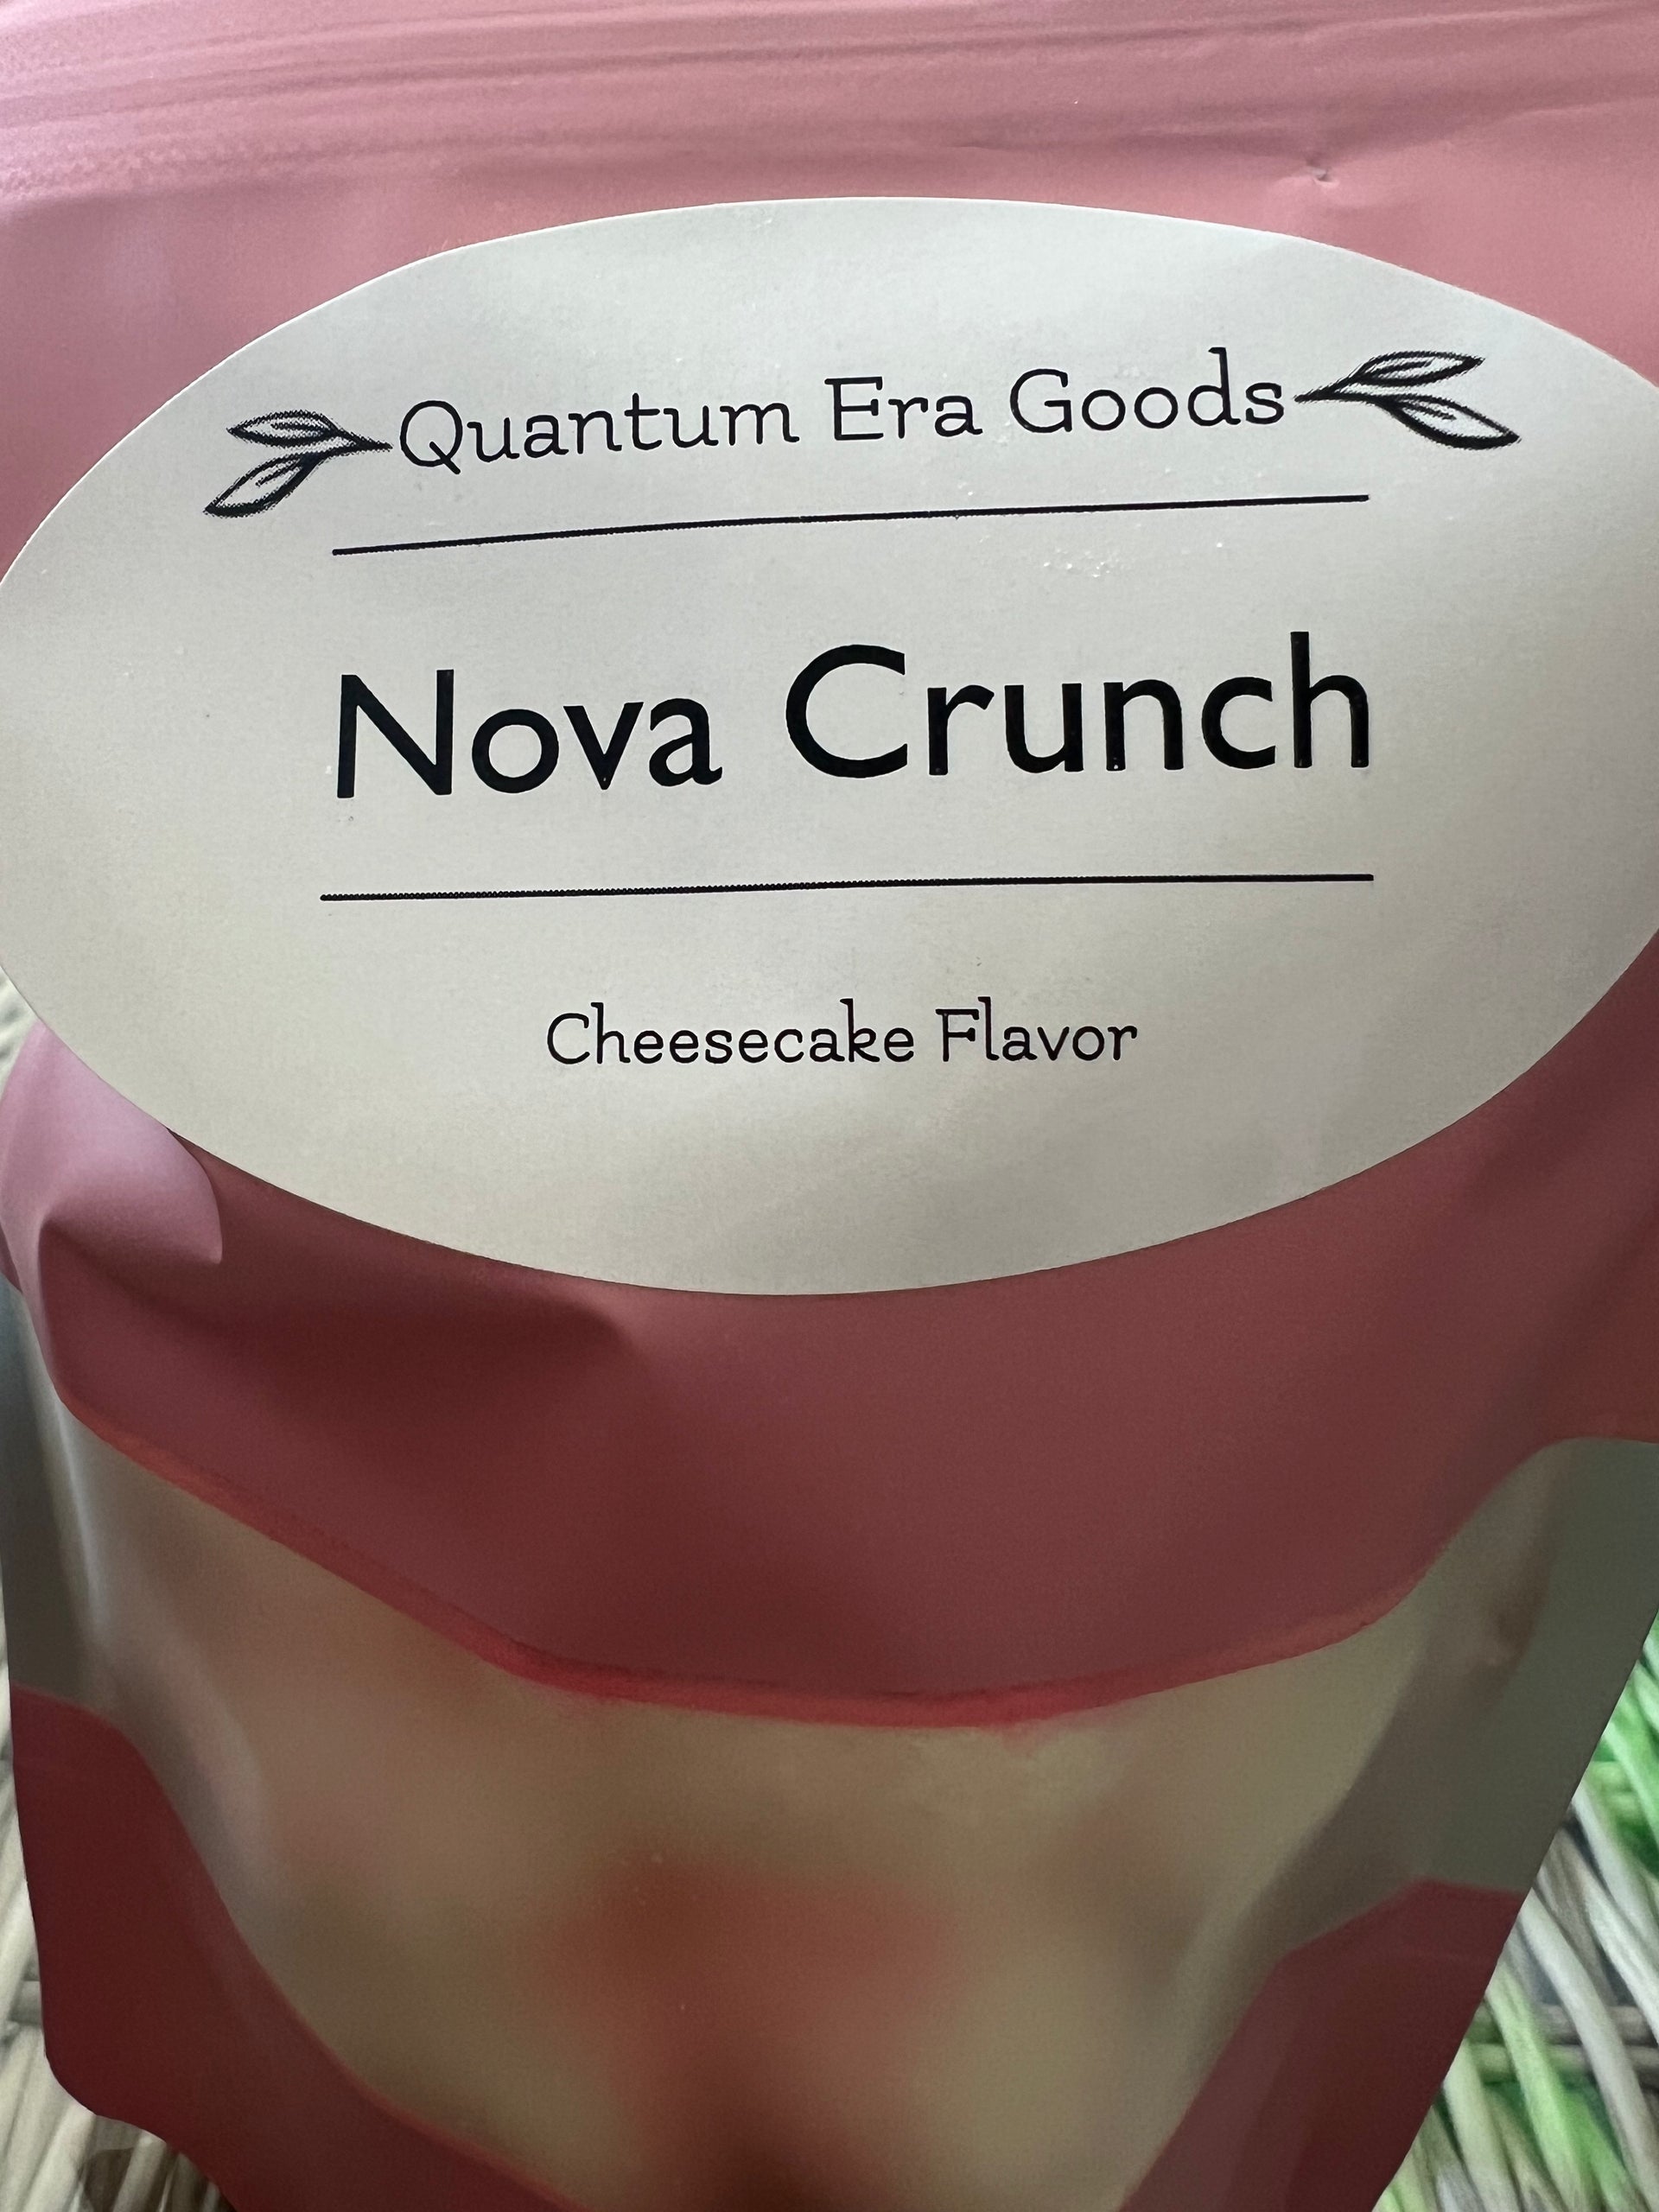 Quantum Era Goods
Nova Crunch
Cheesecake Flavor